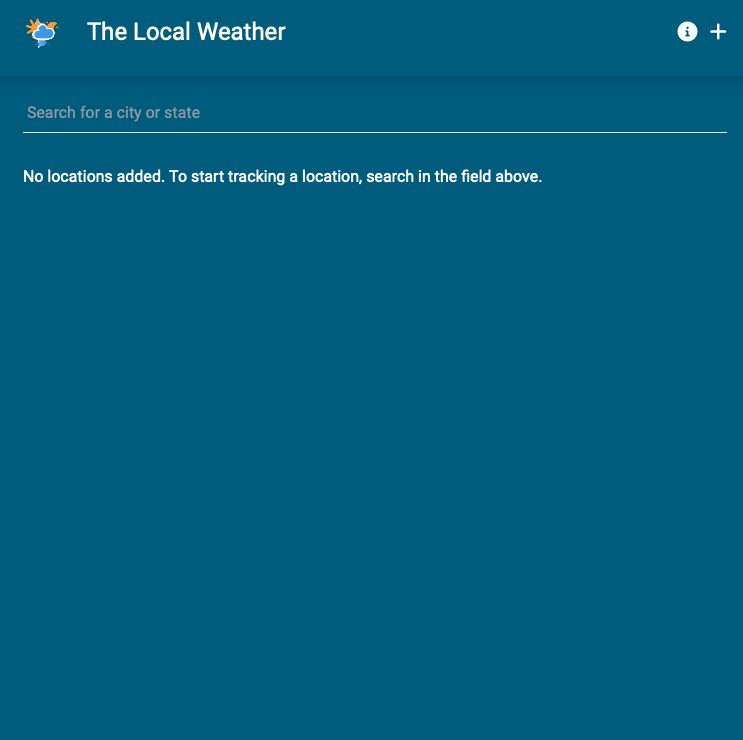 The Local Weather
Search for a city or state
No locations added. To start tracking a location, search in the field above.